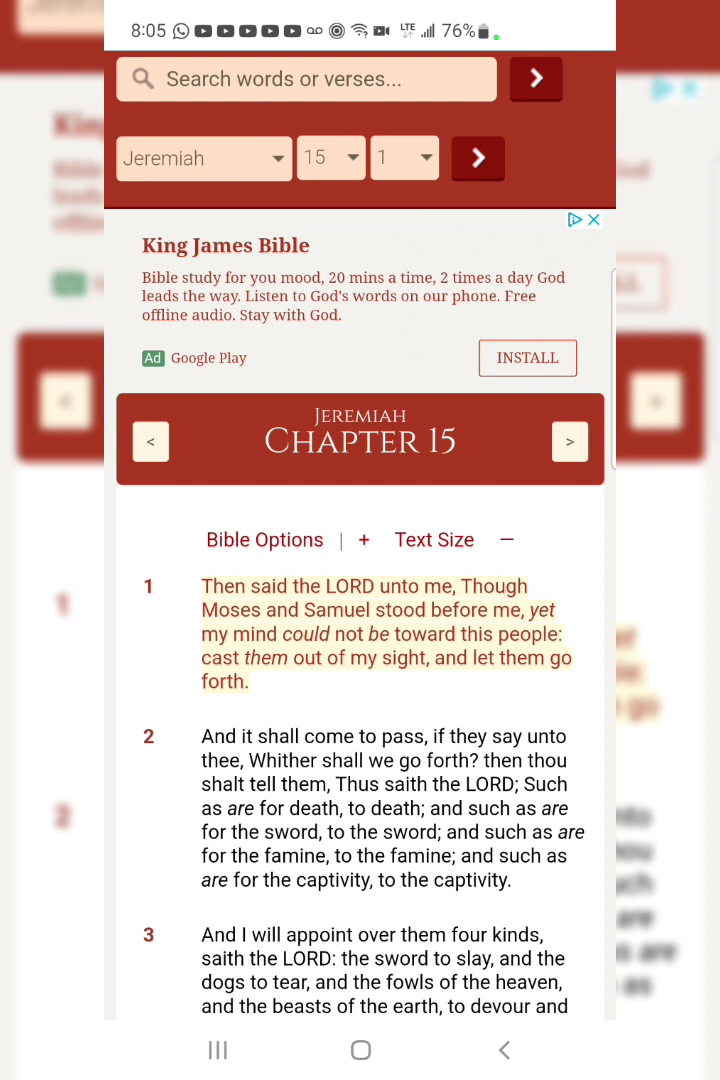 8:05 LTE 76%
Search words or verses...
Jeremiah 15 1
King James Bible
Bible study for you mood, 20 mins a time, 2 times a day God
leads the way. Listen to God's words on our phone. Free
offline audio. Stay with God.
Ad Google Play INSTALL
< JEREMIAH
CHAPTER 15 >
Bible Options | + Text Size −
1 Then said the LORD unto me, Though
Moses and Samuel stood before me, yet
my mind could not be toward this people:
cast them out of my sight, and let them go
forth.
2 And it shall come to pass, if they say unto
thee, Whither shall we go forth? then thou
shalt tell them, Thus saith the LORD; Such
as are for death, to death; and such as are
for the sword, to the sword; and such as are
for the famine, to the famine; and such as
are for the captivity, to the captivity.
3 And I will appoint over them four kinds,
saith the LORD: the sword to slay, and the
dogs to tear, and the fowls of the heaven,
and the beasts of the earth, to devour and